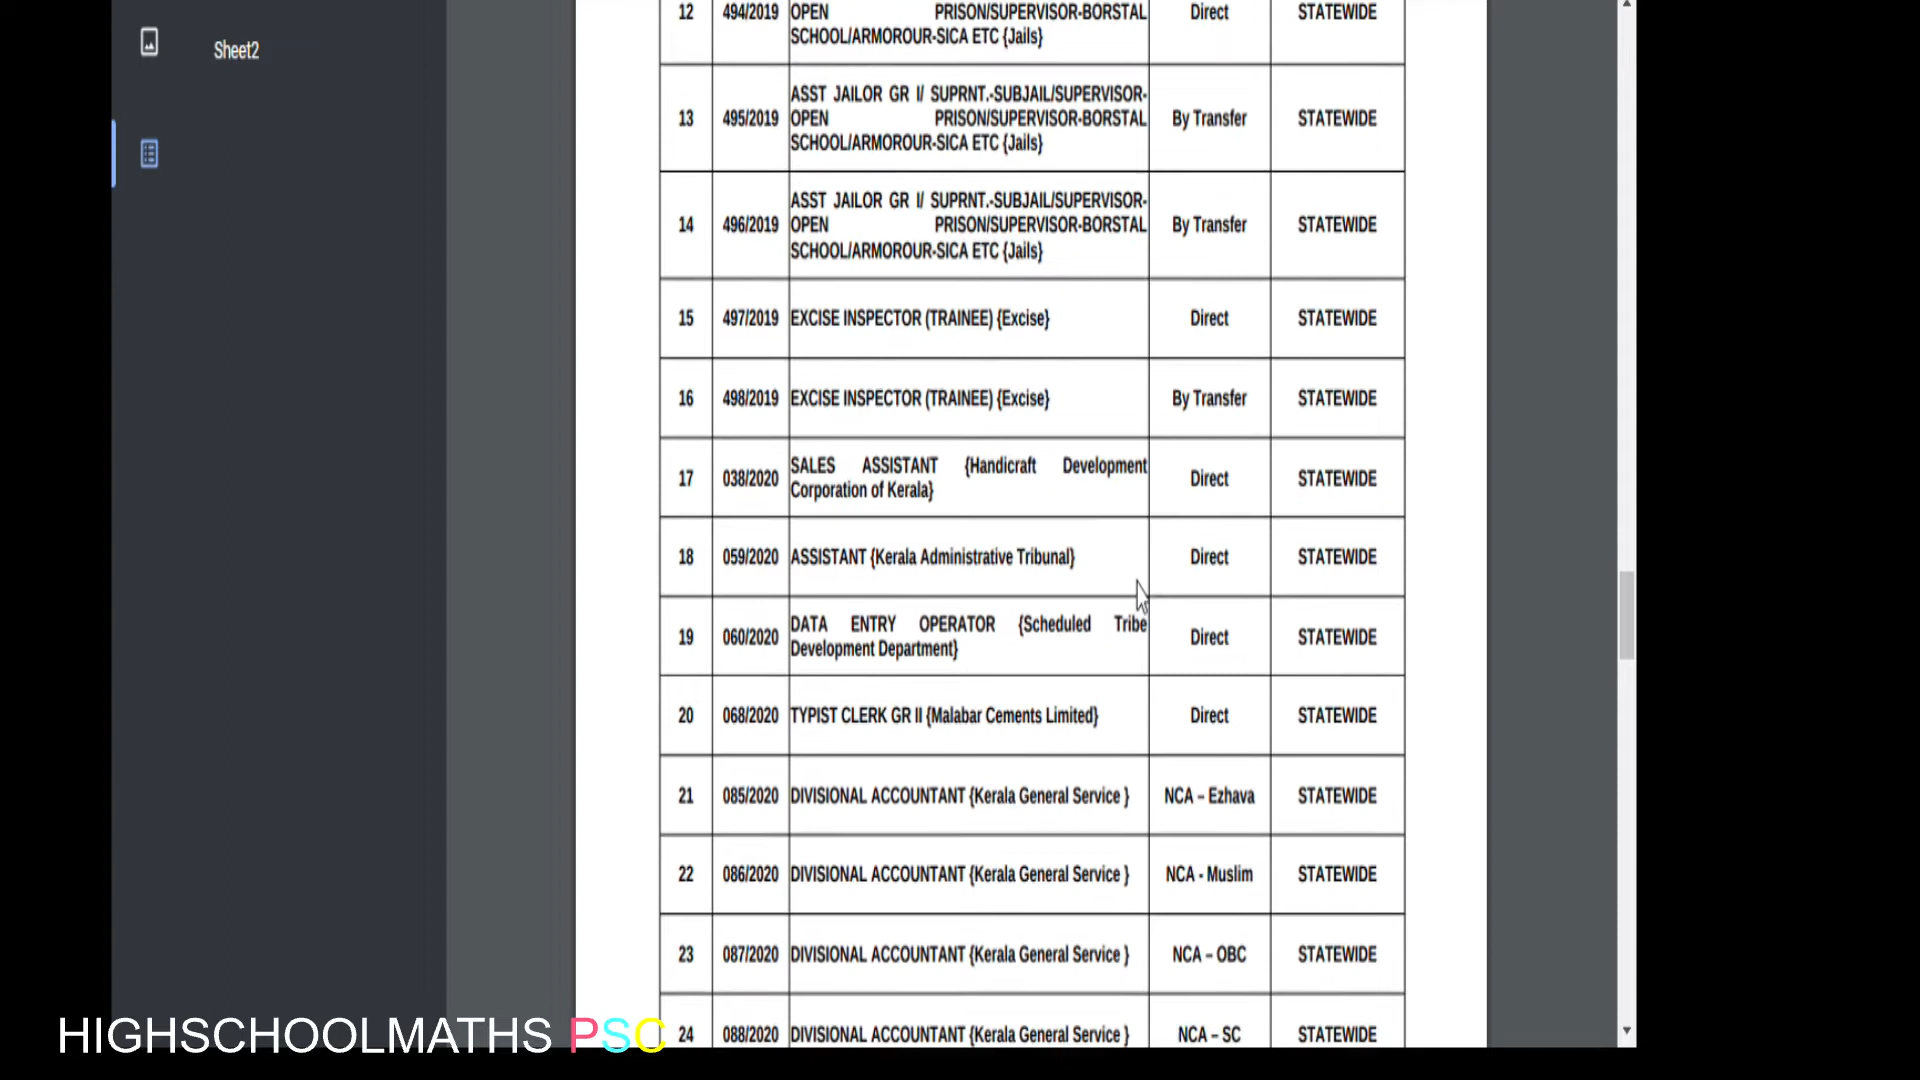 Sheet2
12 494/2019 OPEN PRISON/SUPERVISOR-BORSTAL Direct STATEWIDE
SCHOOL/ARMOROUR-SICA ETC {Jails}
ASST JAILOR GR I/ SUPRNT.-SUBJAIL/SUPERVISOR-
13 495/2019 OPEN PRISON/SUPERVISOR-BORSTAL By Transfer STATEWIDE
SCHOOL/ARMOROUR-SICA ETC {Jails}
ASST JAILOR GR I/ SUPRNT.-SUBJAIL/SUPERVISOR-
14 496/2019 OPEN PRISON/SUPERVISOR-BORSTAL By Transfer STATEWIDE
SCHOOL/ARMOROUR-SICA ETC {Jails}
15 497/2019 EXCISE INSPECTOR (TRAINEE) {Excise} Direct STATEWIDE
16 498/2019 EXCISE INSPECTOR (TRAINEE) {Excise} By Transfer STATEWIDE
17 038/2020 SALES ASSISTANT {Handicraft Development Direct STATEWIDE
Corporation of Kerala}
18 059/2020 ASSISTANT {Kerala Administrative Tribunal} Direct STATEWIDE
19 060/2020 DATA ENTRY OPERATOR {Scheduled Tribe Direct STATEWIDE
Development Department}
20 068/2020 TYPIST CLERK GR II {Malabar Cements Limited} Direct STATEWIDE
21 085/2020 DIVISIONAL ACCOUNTANT {Kerala General Service } NCA – Ezhava STATEWIDE
22 086/2020 DIVISIONAL ACCOUNTANT {Kerala General Service } NCA - Muslim STATEWIDE
23 087/2020 DIVISIONAL ACCOUNTANT {Kerala General Service } NCA – OBC STATEWIDE
24 088/2020 DIVISIONAL ACCOUNTANT {Kerala General Service } NCA – SC STATEWIDE
HIGHSCHOOLMATHS PSC